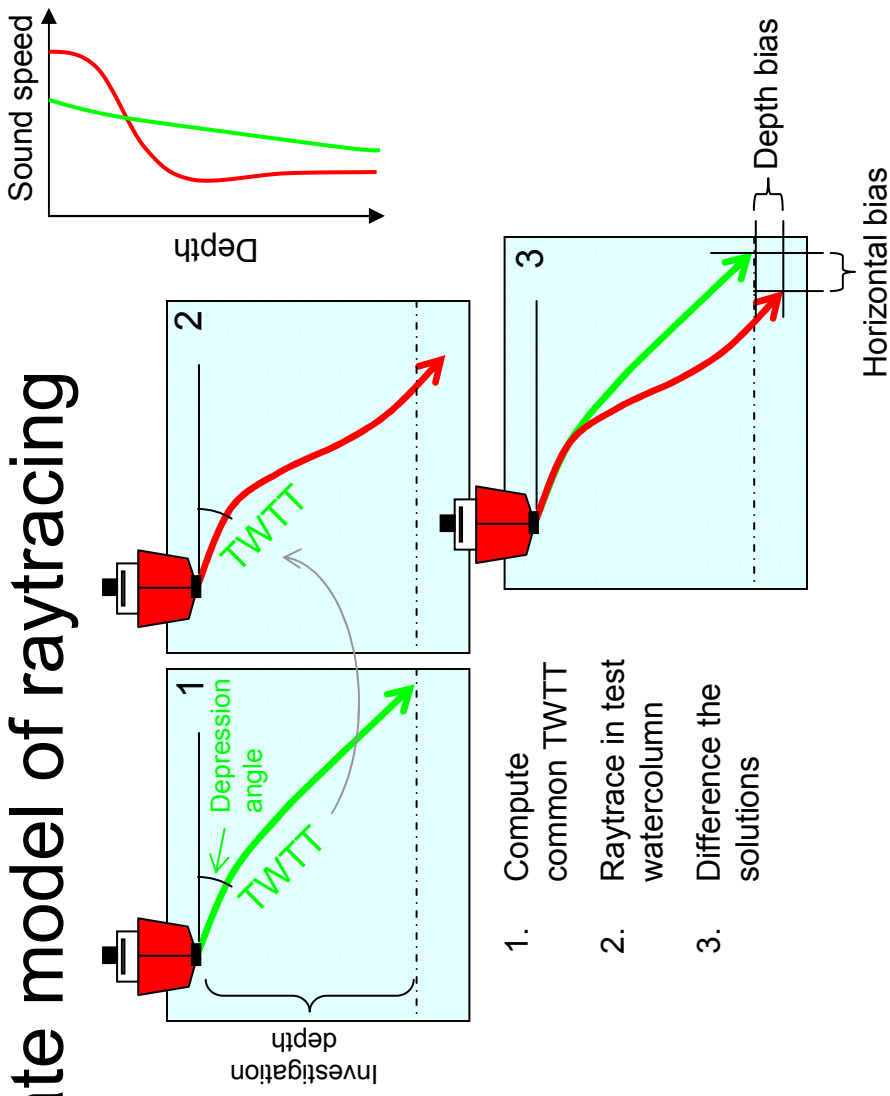 model of raytracing
1
Depression
angle
TWTT
Investigation
depth
2
TWTT
Sound speed
Depth
1. Compute
common TWTT
2. Raytrace in test
watercolumn
3. Difference the
solutions
3
Depth bias
Horizontal bias